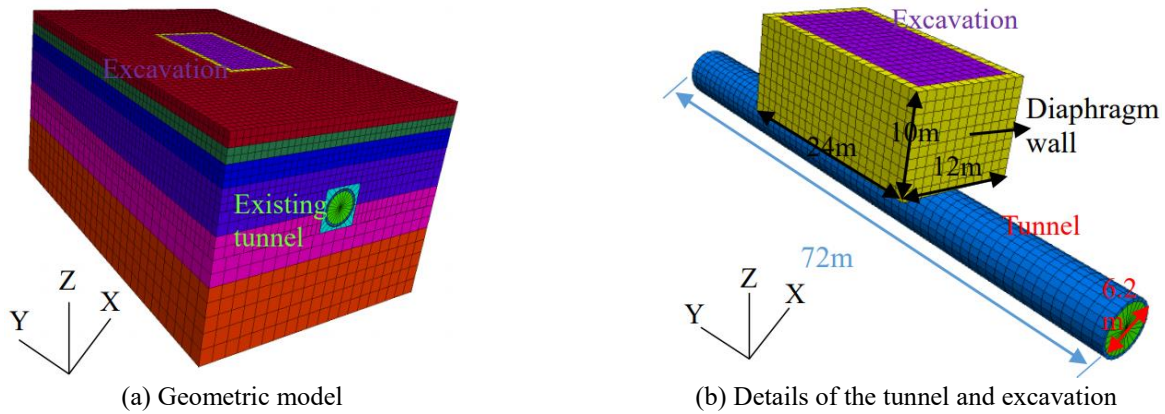 Excavation
Existing
tunnel
Z
Y
X
(a) Geometric model
Excavation
Diaphragm
wall
10m
24m
12m
Tunnel
72m
6.2
m
Z
Y
X
(b) Details of the tunnel and excavation